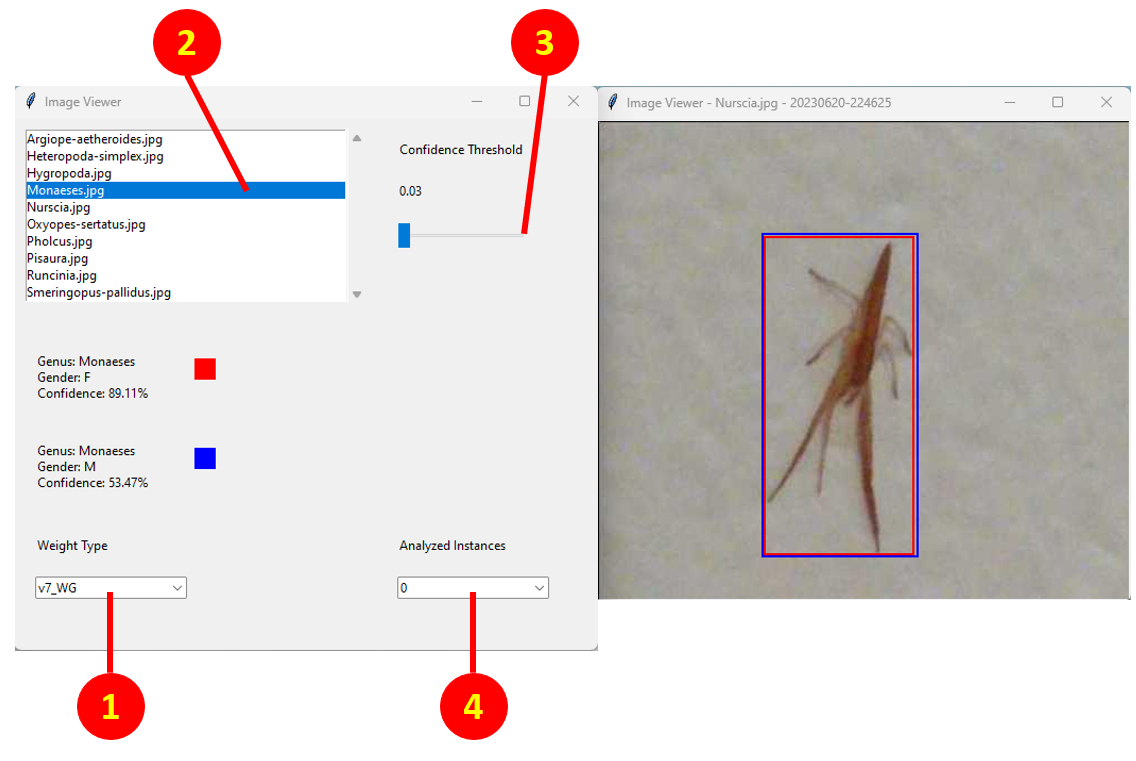 2
3
Image Viewer
Image Viewer - Nurscia.jpg - 20230620-224625
Argiope-aetheroides.jpg
Heteropoda-simplex.jpg
Hygropoda.jpg
Monaeses.jpg
Nurscia.jpg
Oxyopes-sertatus.jpg
Pholcus.jpg
Pisaura.jpg
Runcinia.jpg
Smeringopus-pallidus.jpg
Confidence Threshold
0.03
Genus: Monaeses
Gender: F
Confidence: 89.11%
Genus: Monaeses
Gender: M
Confidence: 53.47%
Weight Type
v7_WG
Analyzed Instances
0
1
4